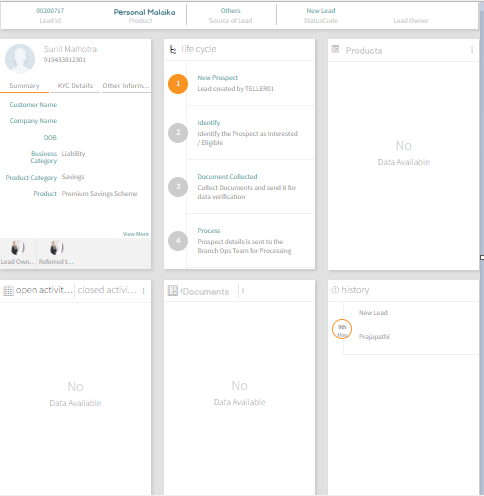 00200717
Lead Id
Personal Malaika
Product
Others
Source of Lead
New Lead
StatusCode
Lead Owner
Sunil Malhotra
919433812301
Summary KYC Details Other Inform...
Customer Name
Company Name
DOB
Business Category Liability
Product Category Savings
Product Premium Savings Scheme
View More
Lead Own... Referred t...
life cycle
1
New Prospect
Lead created by TELLER01
2
Identify
Identify the Prospect as Interested
/ Eligible
3
Document Collected
Collect Documents and send it for
data verification
4
Process
Prospect details is sent to the
Branch Ops Team for Processing
Products
No
Data Available
open activit... closed activi...
No
Data Available
Documents
No
Data Available
history
9th
May
New Lead
Prajapathi